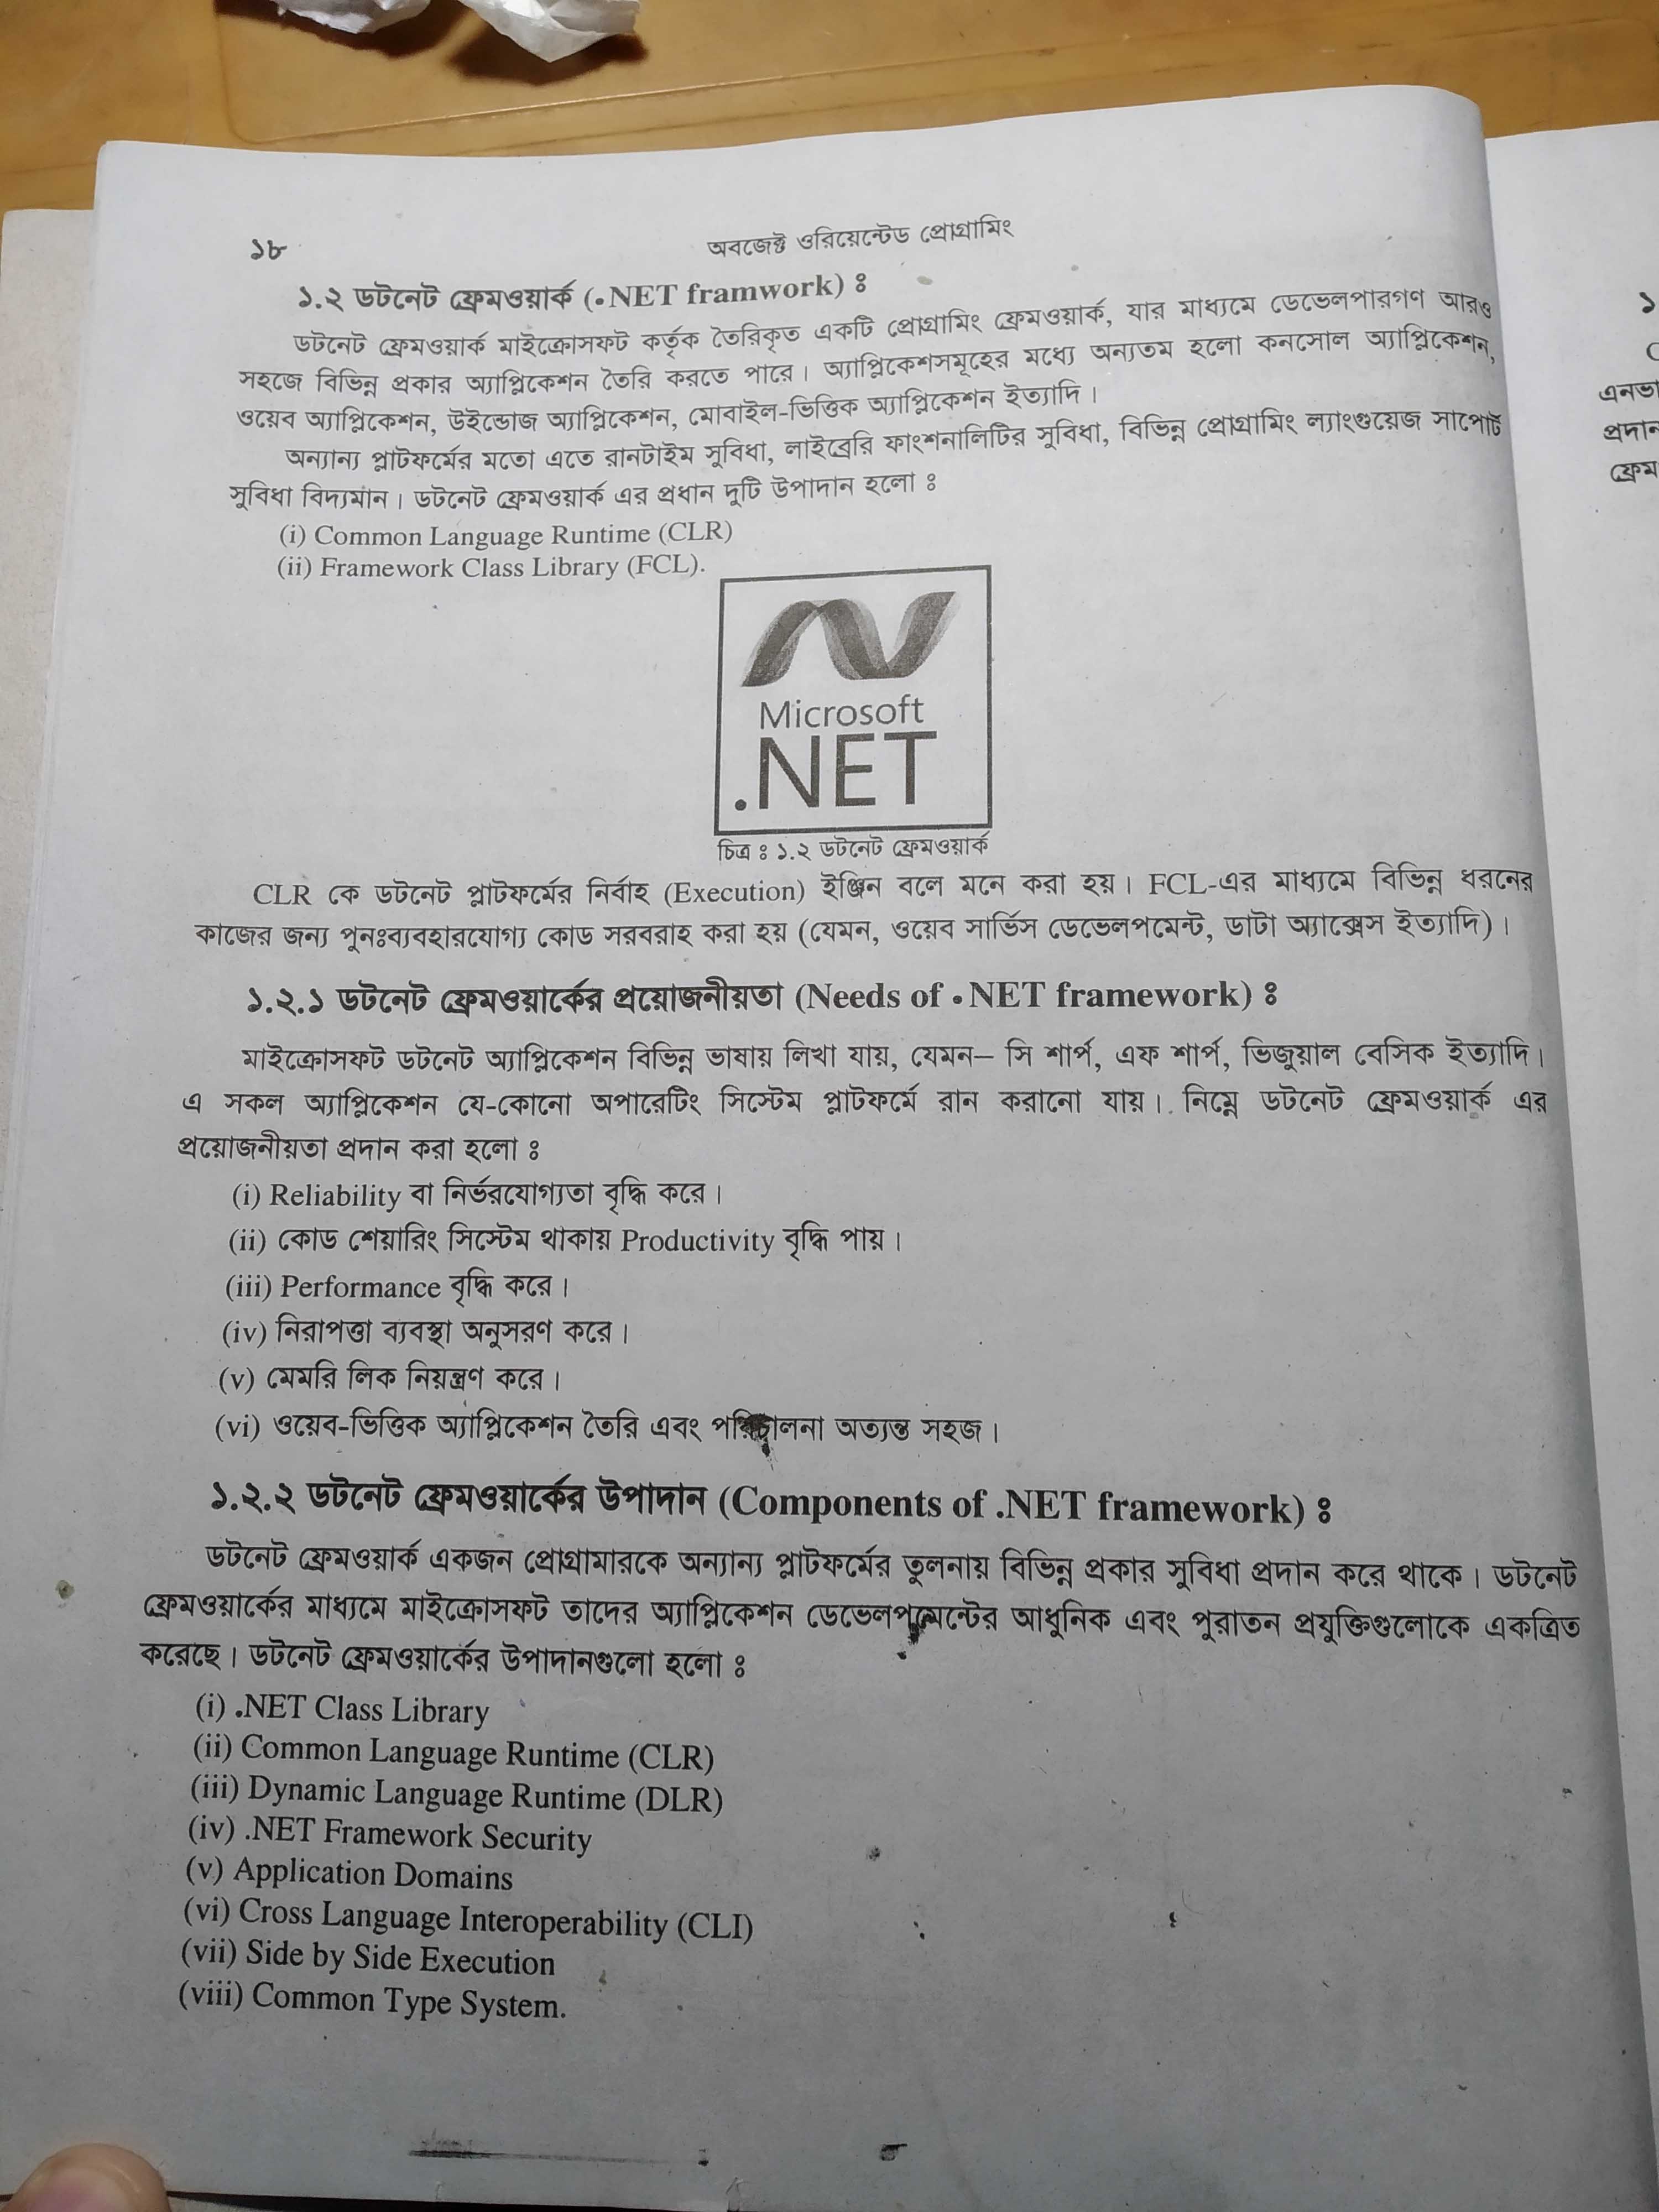 ১৮
অবজেক্ট ওরিয়েন্টেড প্রোগ্রামিং
১.২ ডটনেট ফ্রেমওয়ার্ক (.NET framwork) ঃ
ডটনেট ফ্রেমওয়ার্ক মাইক্রোসফট কর্তৃক তৈরিকৃত একটি প্রোগ্রামিং ফ্রেমওয়ার্ক, যার মাধ্যমে ডেভেলপারগণ আরও
সহজে বিভিন্ন প্রকার অ্যাপ্লিকেশন তৈরি করতে পারে। অ্যাপ্লিকেশসমূহের মধ্যে অন্যতম হলো কনসোল অ্যাপ্লিকেশন,
ওয়েব অ্যাপ্লিকেশন, উইন্ডোজ অ্যাপ্লিকেশন, মোবাইল-ভিত্তিক অ্যাপ্লিকেশন ইত্যাদি।
অন্যান্য প্লাটফর্মের মতো এতে রানটাইম সুবিধা, লাইব্রেরি ফাংশনালিটির সুবিধা, বিভিন্ন প্রোগ্রামিং ল্যাংগুয়েজ সাপোর্ট
সুবিধা বিদ্যমান। ডটনেট ফ্রেমওয়ার্ক এর প্রধান দুটি উপাদান হলো ঃ
(i) Common Language Runtime (CLR)
(ii) Framework Class Library (FCL).
Microsoft
.NET
চিত্র ঃ ১.২ ডটনেট ফ্রেমওয়ার্ক
CLR কে ডটনেট প্লাটফর্মের নির্বাহ (Execution) ইঞ্জিন বলে মনে করা হয়। FCL-এর মাধ্যমে বিভিন্ন ধরনের
কাজের জন্য পুনঃব্যবহারযোগ্য কোড সরবরাহ করা হয় (যেমন, ওয়েব সার্ভিস ডেভেলপমেন্ট, ডাটা অ্যাক্সেস ইত্যাদি)।
১.২.১ ডটনেট ফ্রেমওয়ার্কের প্রয়োজনীয়তা (Needs of .NET framework) ঃ
মাইক্রোসফট ডটনেট অ্যাপ্লিকেশন বিভিন্ন ভাষায় লিখা যায়, যেমন– সি শার্প, এফ শার্প, ভিজুয়াল বেসিক ইত্যাদি।
এ সকল অ্যাপ্লিকেশন যে-কোনো অপারেটিং সিস্টেম প্লাটফর্মে রান করানো যায়। নিম্নে ডটনেট ফ্রেমওয়ার্ক এর
প্রয়োজনীয়তা প্রদান করা হলো ঃ
(i) Reliability বা নির্ভরযোগ্যতা বৃদ্ধি করে।
(ii) কোড শেয়ারিং সিস্টেম থাকায় Productivity বৃদ্ধি পায়।
(iii) Performance বৃদ্ধি করে।
(iv) নিরাপত্তা ব্যবস্থা অনুসরণ করে।
(v) মেমরি লিক নিয়ন্ত্রণ করে।
(vi) ওয়েব-ভিত্তিক অ্যাপ্লিকেশন তৈরি এবং পরিচালনা অত্যন্ত সহজ।
১.২.২ ডটনেট ফ্রেমওয়ার্কের উপাদান (Components of .NET framework) ঃ
ডটনেট ফ্রেমওয়ার্ক একজন প্রোগ্রামারকে অন্যান্য প্লাটফর্মের তুলনায় বিভিন্ন প্রকার সুবিধা প্রদান করে থাকে। ডটনেট
ফ্রেমওয়ার্কের মাধ্যমে মাইক্রোসফট তাদের অ্যাপ্লিকেশন ডেভেলপমেন্টের আধুনিক এবং পুরাতন প্রযুক্তিগুলোকে একত্রিত
করেছে। ডটনেট ফ্রেমওয়ার্কের উপাদানগুলো হলো ঃ
(i) .NET Class Library
(ii) Common Language Runtime (CLR)
(iii) Dynamic Language Runtime (DLR)
(iv) .NET Framework Security
(v) Application Domains
(vi) Cross Language Interoperability (CLI)
(vii) Side by Side Execution
(viii) Common Type System.